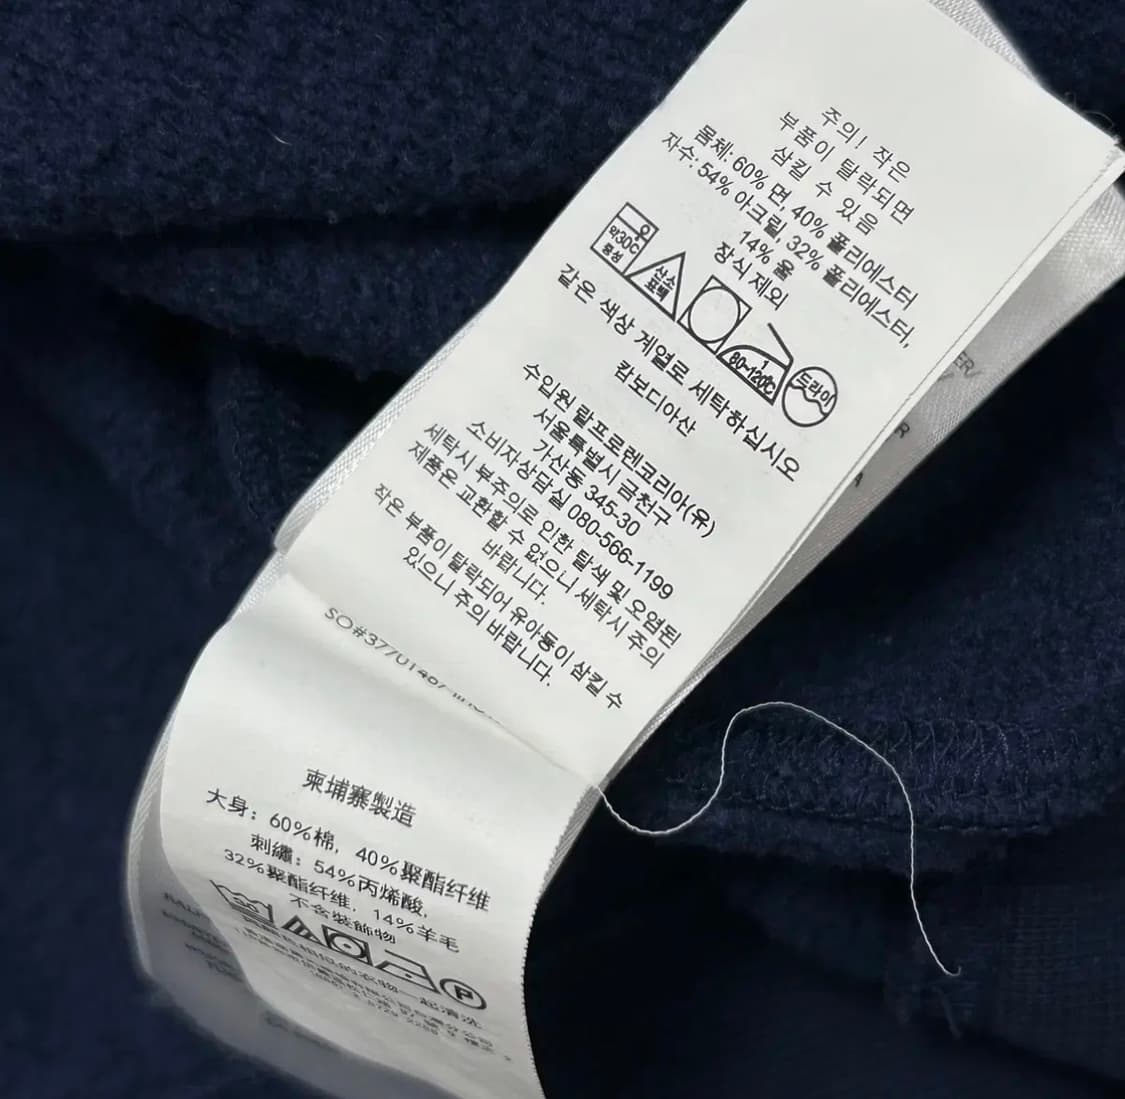 주의! 작은
부품이 탈락되면
삼킬 수 있음
몸체: 60% 면, 40% 폴리에스터
자수: 54% 아크릴, 32% 폴리에스터,
14% 울
장식 제외
약30℃
중성
산소
표백
1
80~120℃
드라이
같은 색상 계열로 세탁하십시오
캄보디아산
수입원 랄프로렌코리아(유)
서울특별시 금천구
가산동 345-30
소비자상담실 080-566-1199
세탁시 부주의로 인한 탈색 및 오염된
제품은 교환할 수 없으니 세탁시 주의
바랍니다.
작은 부품이 탈락되어 유아동이 삼킬 수
있으니 주의 바랍니다.
SO#
柬埔寨製造
大身: 60%棉, 40%聚酯纤维
刺繡: 54%丙烯酸,
32%聚酯纤维, 14%羊毛
不含裝飾物
30
P
ER/
R